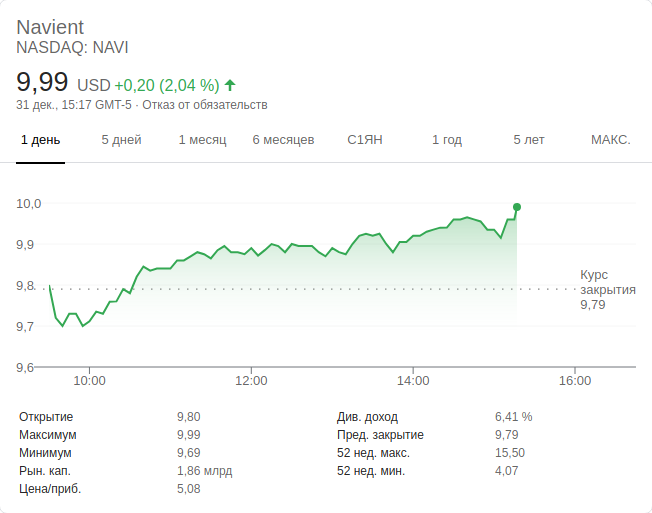 Navient
NASDAQ: NAVI
9,99 USD +0,20 (2,04 %)
31 дек., 15:17 GMT-5 · Отказ от обязательств
1 день 5 дней 1 месяц 6 месяцев С1ЯН 1 год 5 лет МАКС.
10,0
9,9
9,8
9,7
9,6
Курс
закрытия
9,79
10:00 12:00 14:00 16:00
Открытие 9,80 Див. доход 6,41 %
Максимум 9,99 Пред. закрытие 9,79
Минимум 9,69 52 нед. макс. 15,50
Рын. кап. 1,86 млрд 52 нед. мин. 4,07
Цена/приб. 5,08